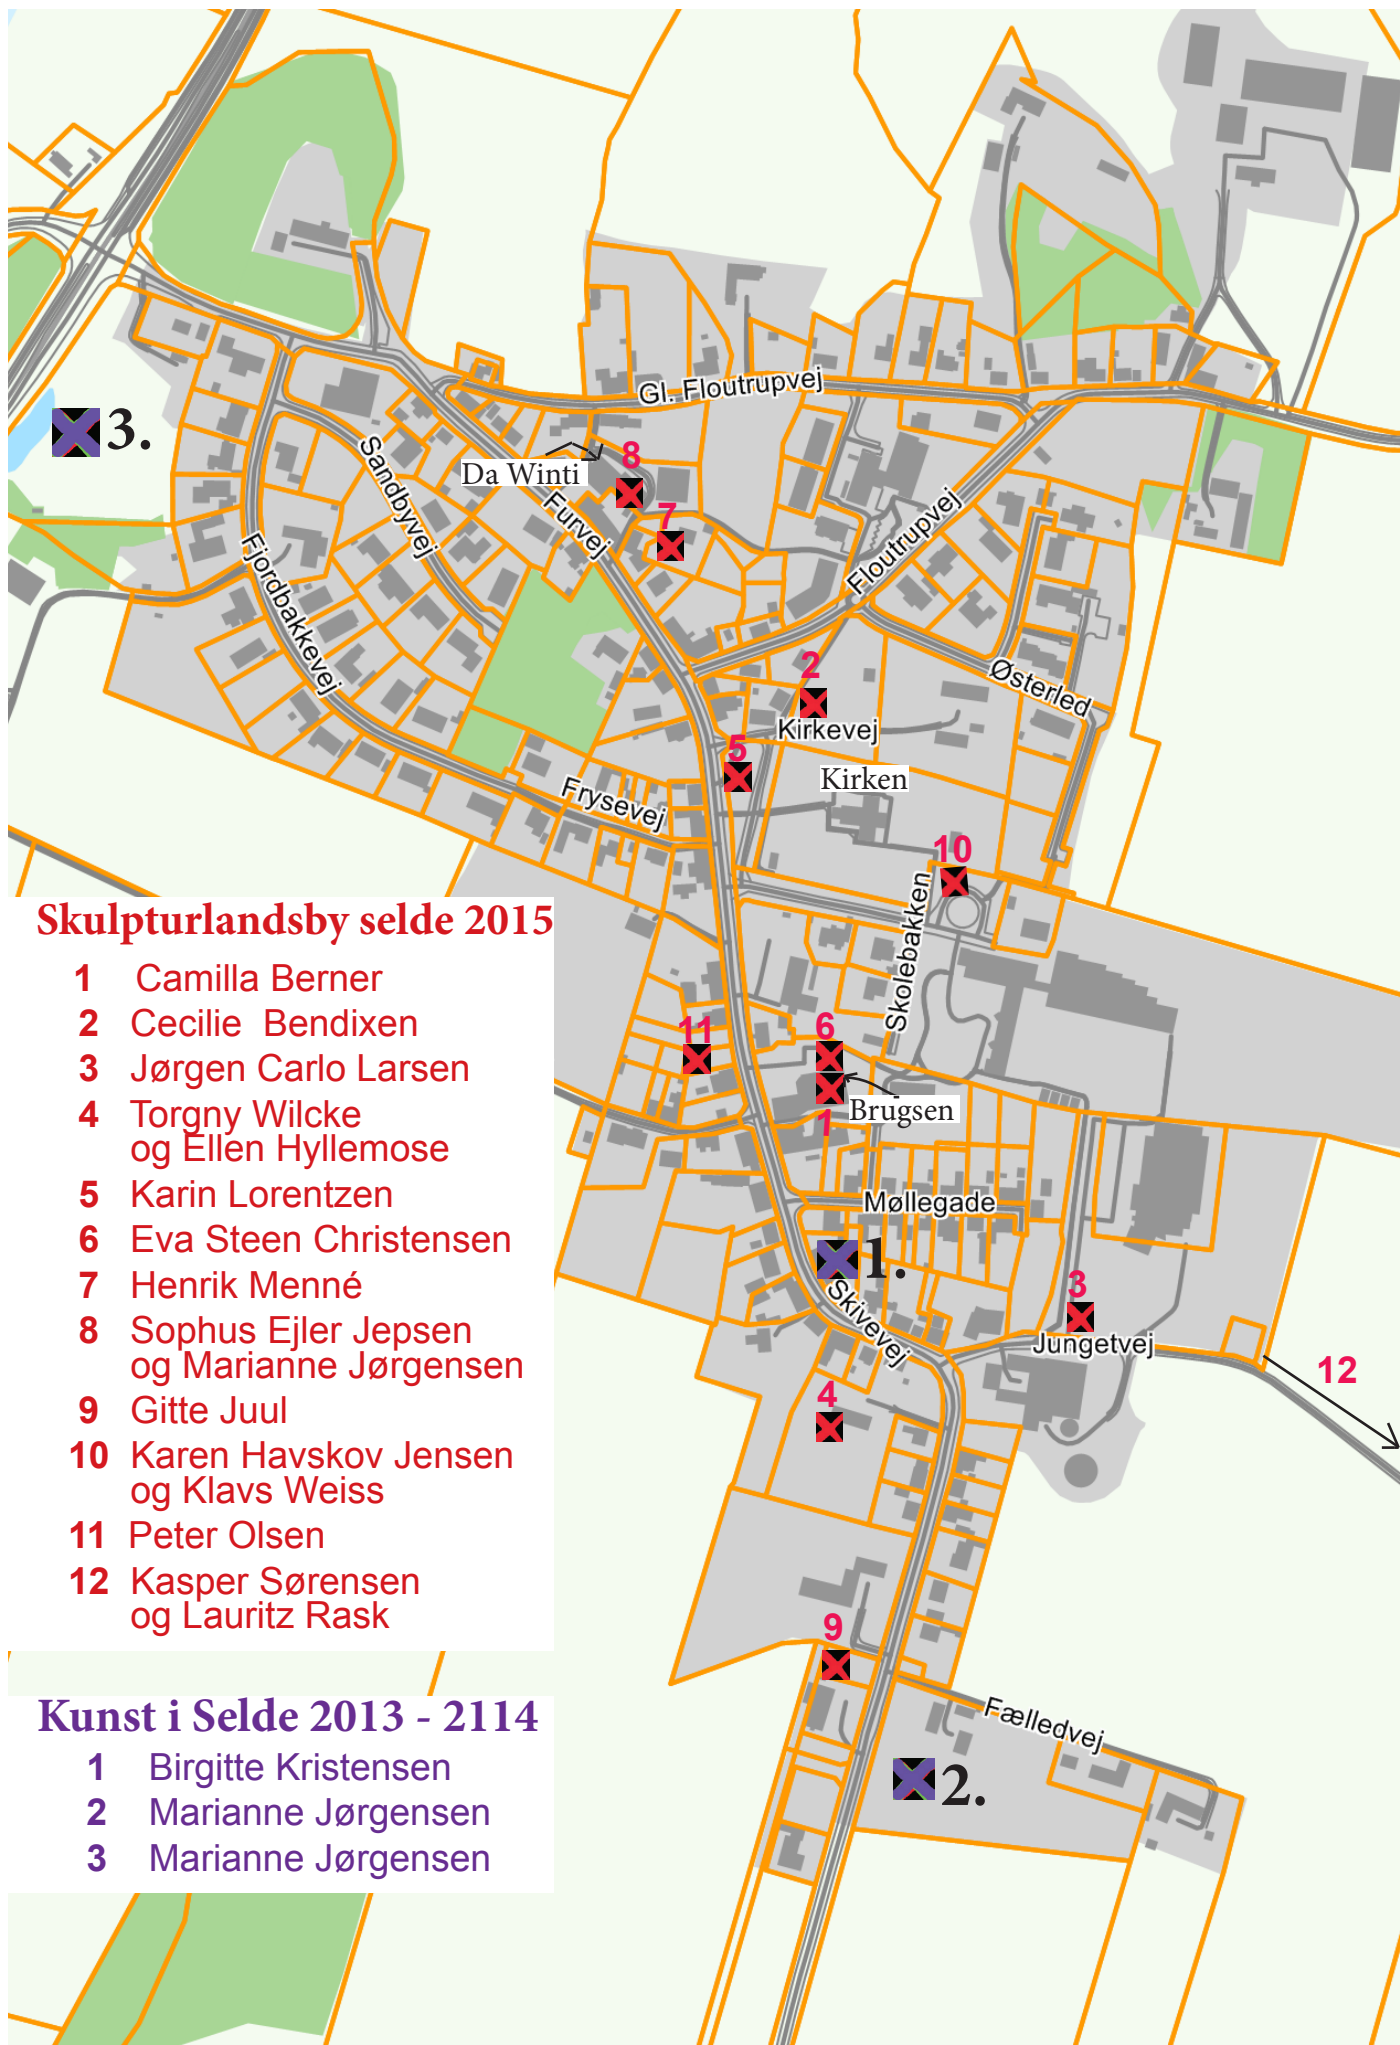 Gl. Floutrupvej
3.
8
Da Winti
Sandbyvej
Furvej
7
Floutrupvej
Fjordbakkevej
2
Østerled
Kirkevej
5
Kirken
Frysevej
10
Skolebakken
11
6
Brugsen
1
Møllegade
1.
3
Skivevej
Jungetvej
12
4
9
Fælledvej
2.
Skulpturlandsby selde 2015
1 Camilla Berner
2 Cecilie Bendixen
3 Jørgen Carlo Larsen
4 Torgny Wilcke
og Ellen Hyllemose
5 Karin Lorentzen
6 Eva Steen Christensen
7 Henrik Menné
8 Sophus Ejler Jepsen
og Marianne Jørgensen
9 Gitte Juul
10 Karen Havskov Jensen
og Klavs Weiss
11 Peter Olsen
12 Kasper Sørensen
og Lauritz Rask
Kunst i Selde 2013 - 2114
1 Birgitte Kristensen
2 Marianne Jørgensen
3 Marianne Jørgensen